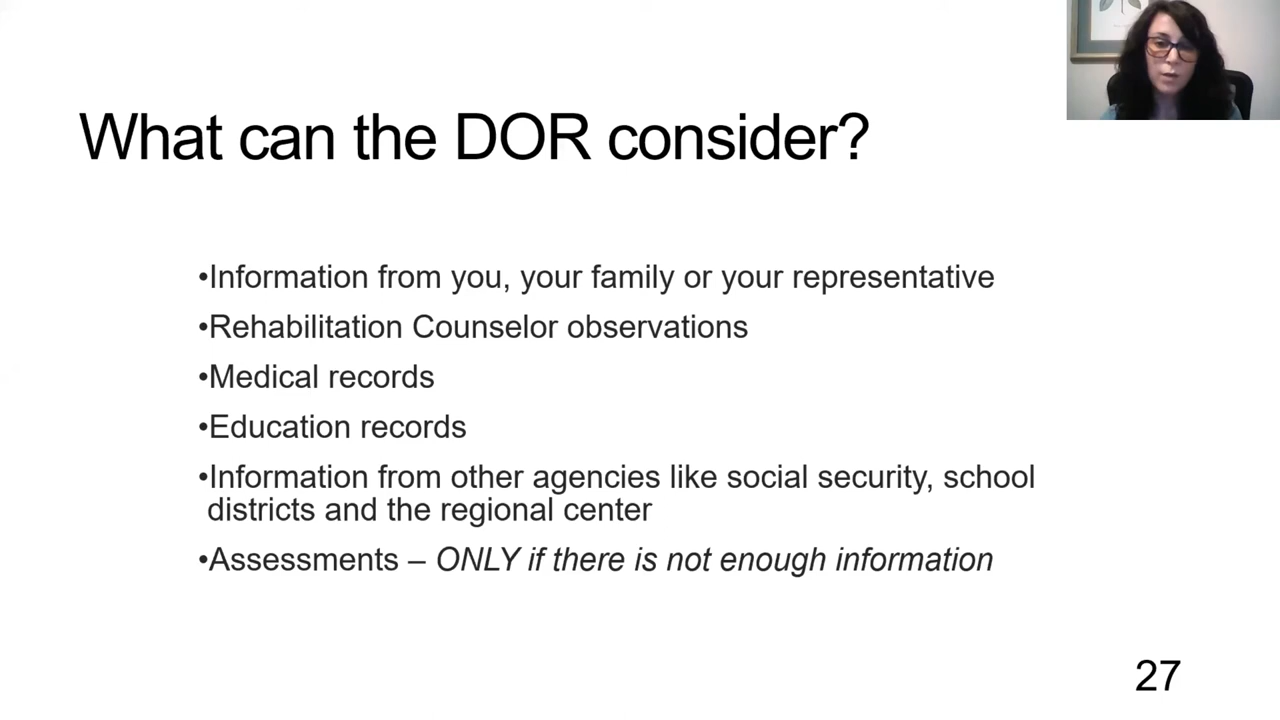 What can the DOR consider?
•Information from you, your family or your representative
•Rehabilitation Counselor observations
•Medical records
•Education records
•Information from other agencies like social security, school
districts and the regional center
•Assessments – ONLY if there is not enough information
27